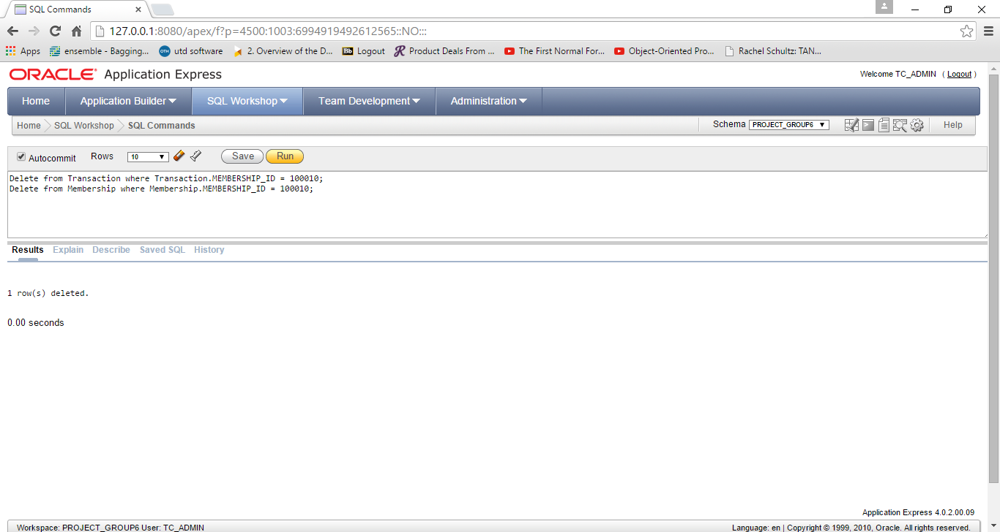 SQL Commands
127.0.0.1:8080/apex/f?p=4500:1003:6994919492612565::NO:::
Apps ensemble - Bagging... OTN utd software 2. Overview of the D... Bb Logout R Product Deals From ... The First Normal For... Object-Oriented Pro... Rachel Schultz: TAN...
ORACLE Application Express Welcome TC_ADMIN ( Logout )
Home Application Builder SQL Workshop Team Development Administration
Home SQL Workshop SQL Commands Schema PROJECT_GROUP6 Help
Autocommit Rows 10 Save Run
Delete from Transaction where Transaction.MEMBERSHIP_ID = 100010;
Delete from Membership where Membership.MEMBERSHIP_ID = 100010;
Results Explain Describe Saved SQL History
1 row(s) deleted.
0.00 seconds
Application Express 4.0.2.00.09
Workspace: PROJECT_GROUP6 User: TC_ADMIN Language: en | Copyright © 1999, 2010, Oracle. All rights reserved.